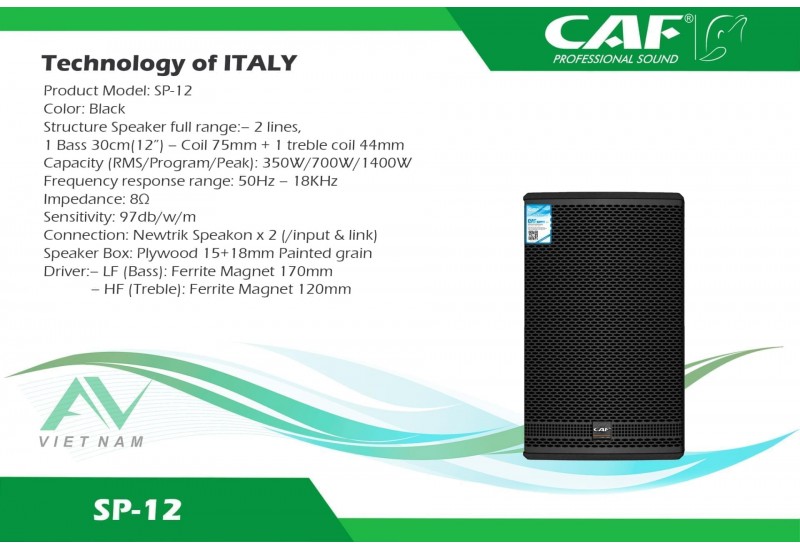 CAF®
PROFESSIONAL SOUND
Technology of ITALY
Product Model: SP-12
Color: Black
Structure Speaker full range:– 2 lines,
1 Bass 30cm(12”) – Coil 75mm + 1 treble coil 44mm
Capacity (RMS/Program/Peak): 350W/700W/1400W
Frequency response range: 50Hz – 18KHz
Impedance: 8Ω
Sensitivity: 97db/w/m
Connection: Newtrik Speakon x 2 (/input & link)
Speaker Box: Plywood 15+18mm Painted grain
Driver:– LF (Bass): Ferrite Magnet 170mm
– HF (Treble): Ferrite Magnet 120mm
AV
VIET NAM
CAF
SP-12